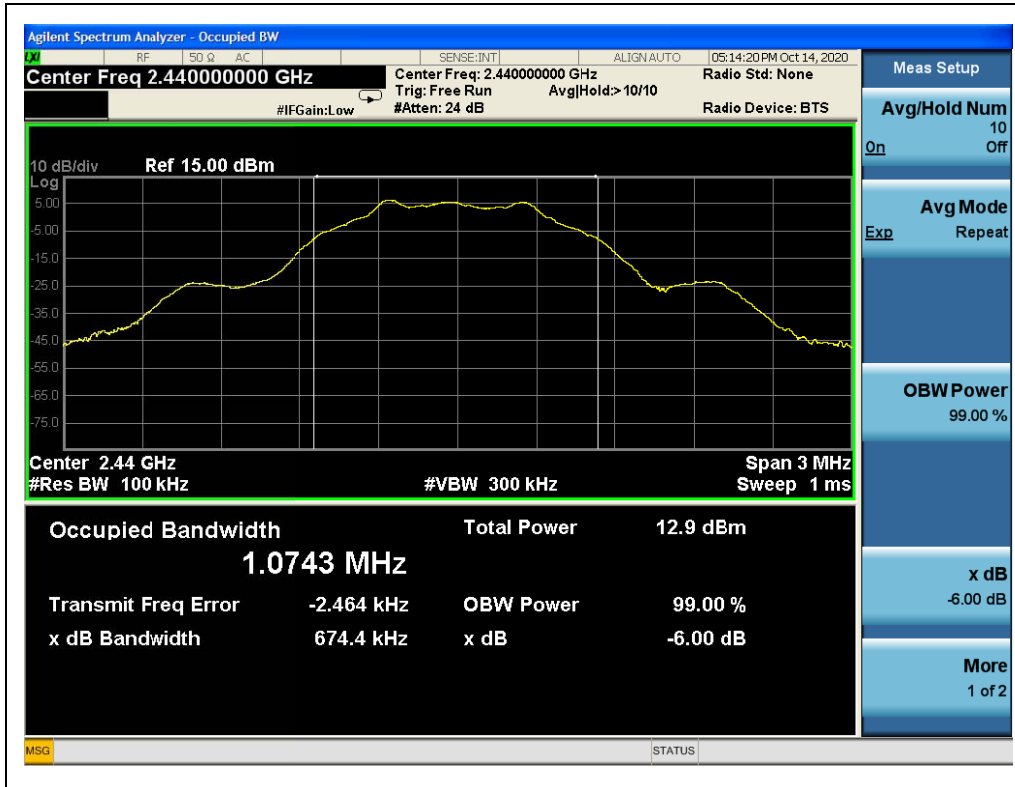 Agilent Spectrum Analyzer - Occupied BW
LXI RF 50 Ω AC SENSE:INT ALIGN AUTO 05:14:20 PM Oct 14, 2020
Center Freq 2.440000000 GHz
Center Freq: 2.440000000 GHz
Radio Std: None
Trig: Free Run Avg|Hold:> 10/10
#IFGain:Low #Atten: 24 dB Radio Device: BTS
10 dB/div Ref 15.00 dBm
Log
5.00
-5.00
-15.0
-25.0
-35.0
-45.0
-55.0
-65.0
-75.0
Center 2.44 GHz Span 3 MHz
#Res BW 100 kHz #VBW 300 kHz Sweep 1 ms
Occupied Bandwidth Total Power 12.9 dBm
1.0743 MHz
Transmit Freq Error -2.464 kHz OBW Power 99.00 %
x dB Bandwidth 674.4 kHz x dB -6.00 dB
MSG STATUS
Meas Setup
Avg/Hold Num
10
On Off
Avg Mode
Exp Repeat
OBW Power
99.00 %
x dB
-6.00 dB
More
1 of 2